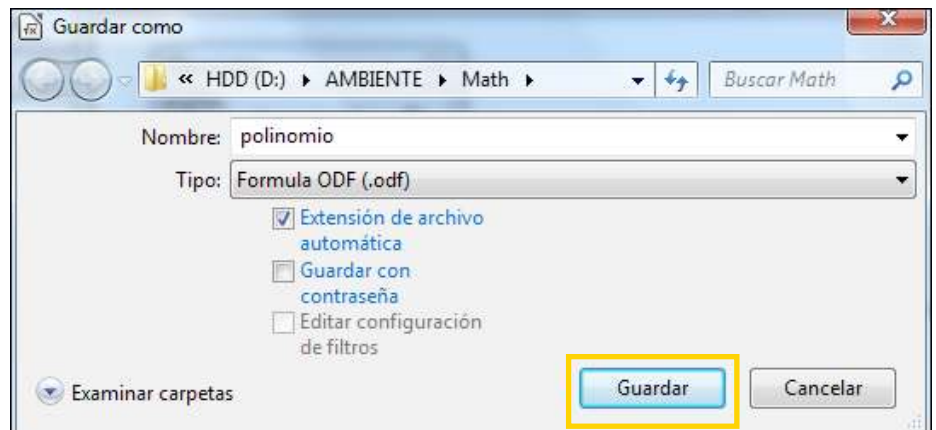 Guardar como
« HDD (D:) ▸ AMBIENTE ▸ Math ▸ Buscar Math
Nombre: polinomio
Tipo: Formula ODF (.odf)
Extensión de archivo
automática
Guardar con
contraseña
Editar configuración
de filtros
Examinar carpetas Guardar Cancelar